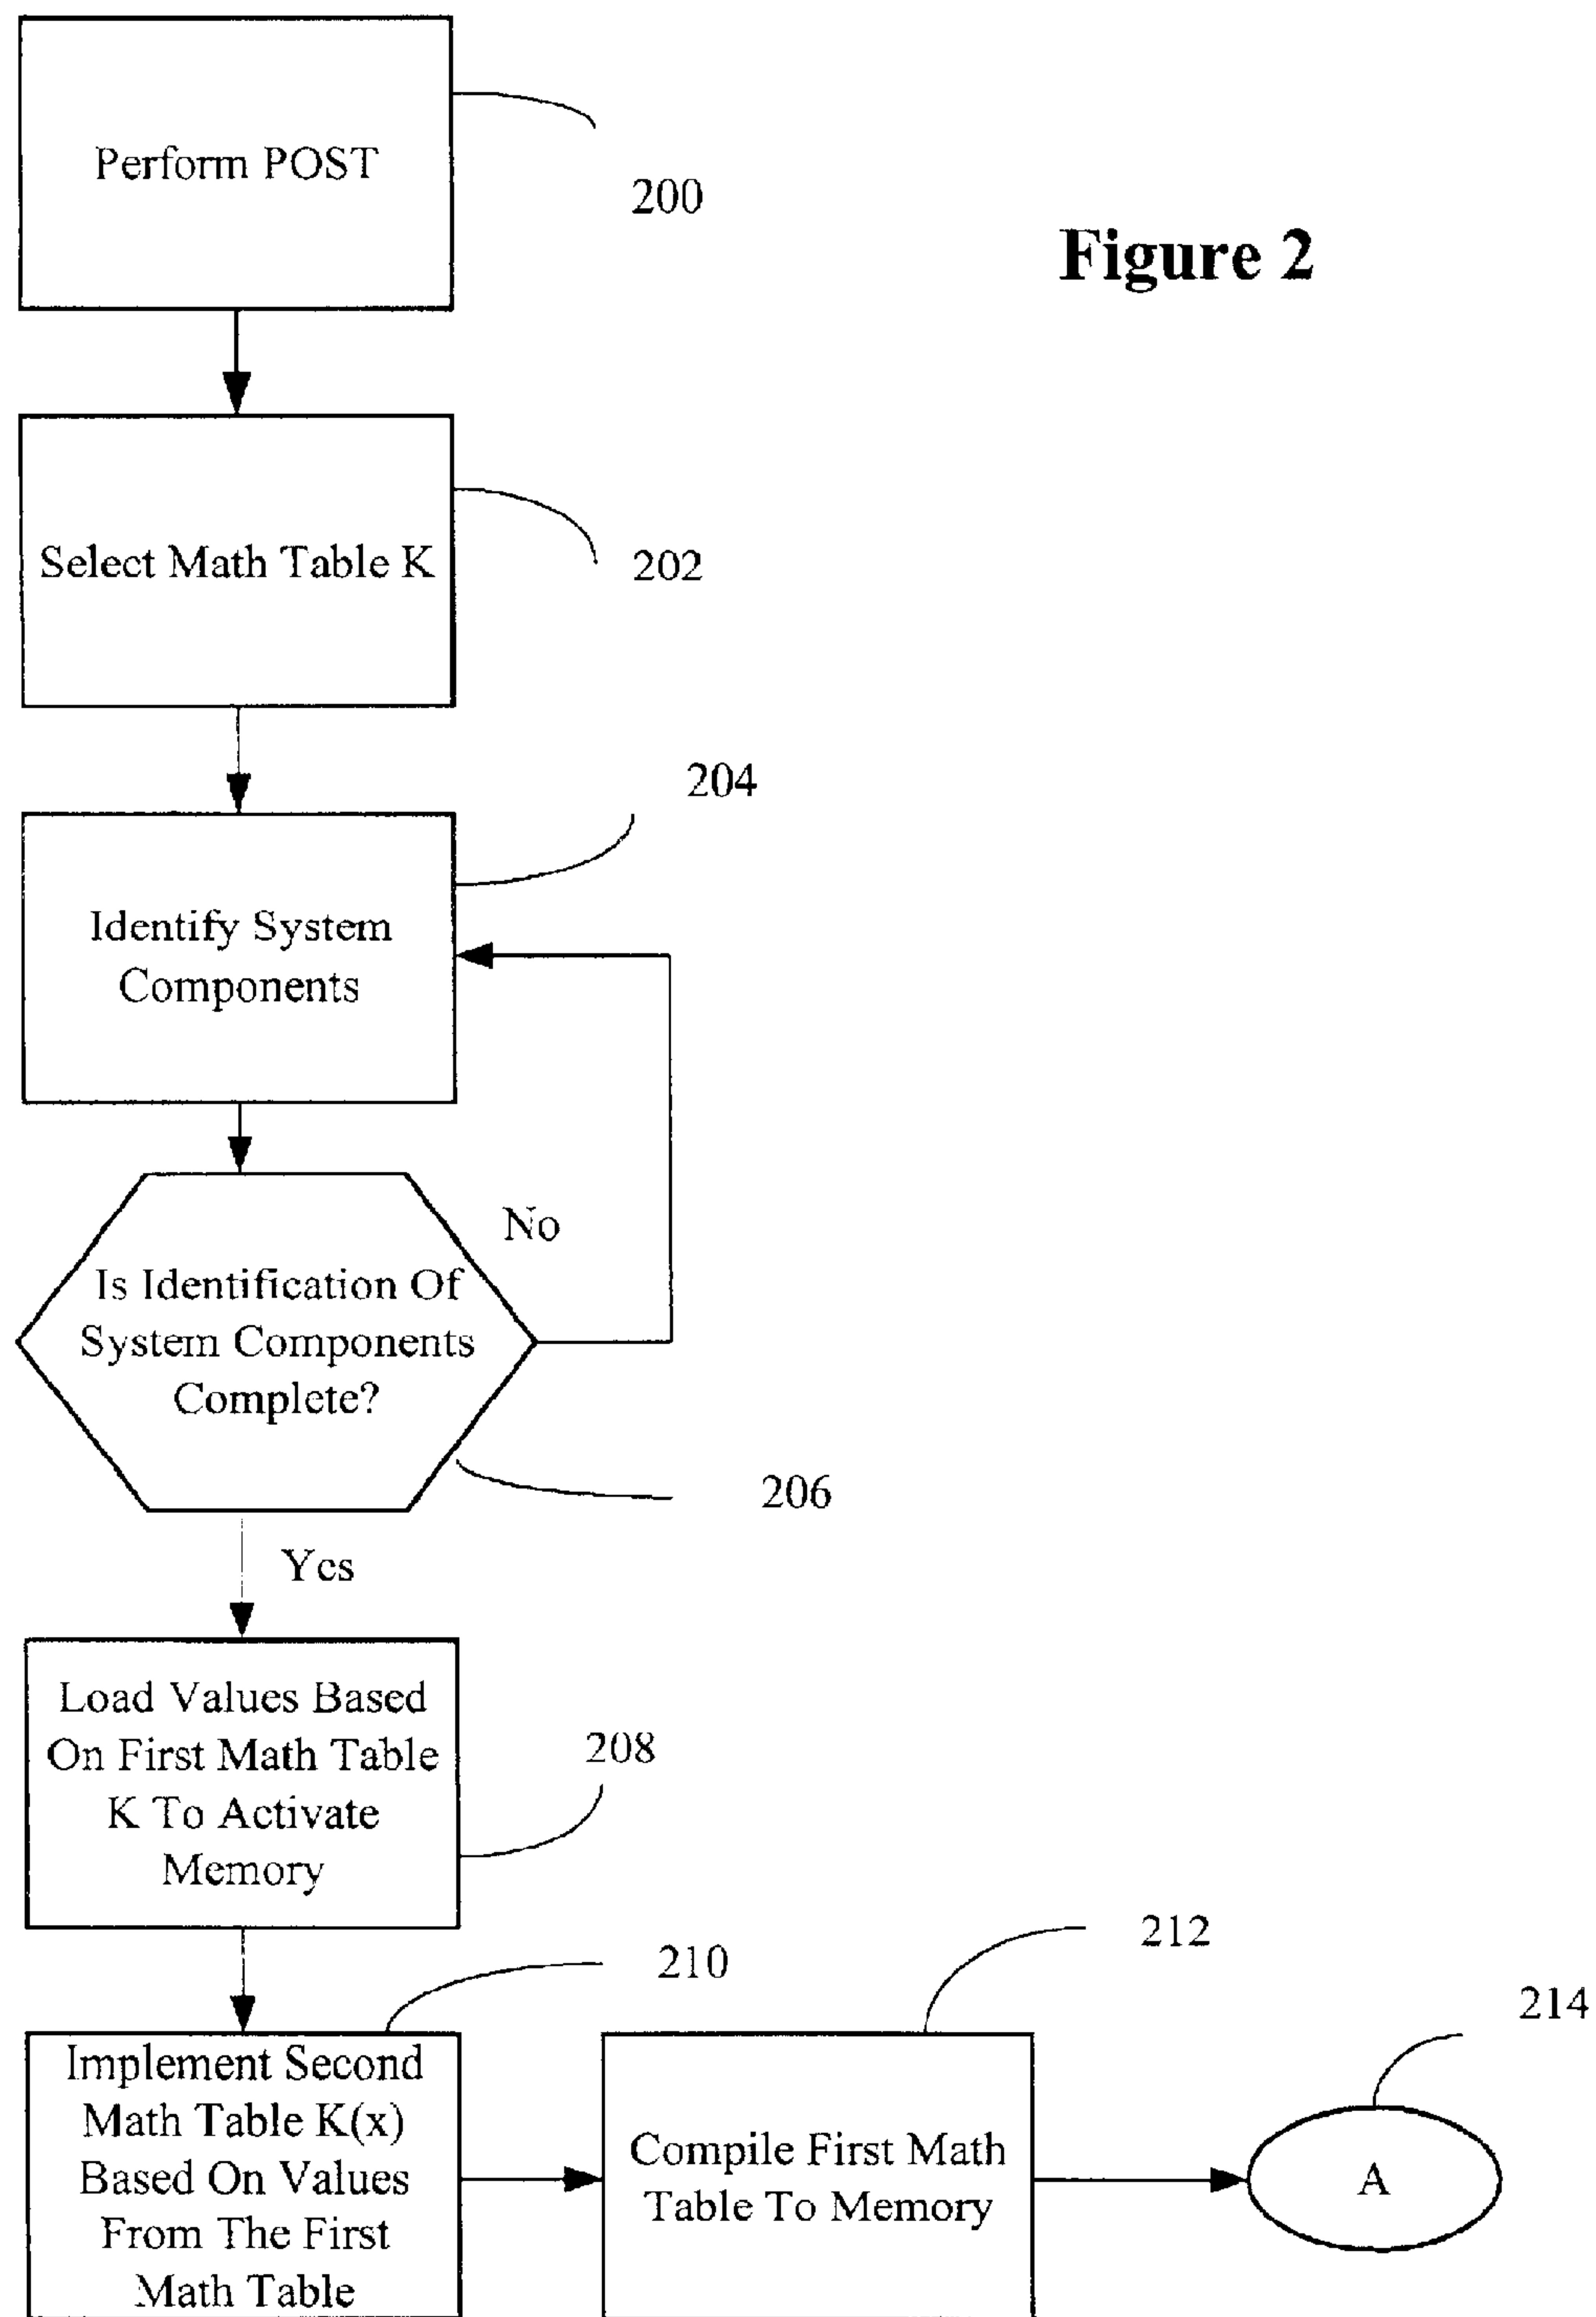 Perform POST
200
Figure 2
Select Math Table K
202
204
Identify System
Components
No
Is Identification Of
System Components
Complete?
206
Yes
Load Values Based
On First Math Table
K To Activate
Memory
208
210
212
214
Implement Second
Math Table K(x)
Based On Values
From The First
Math Table
Compile First Math
Table To Memory
A